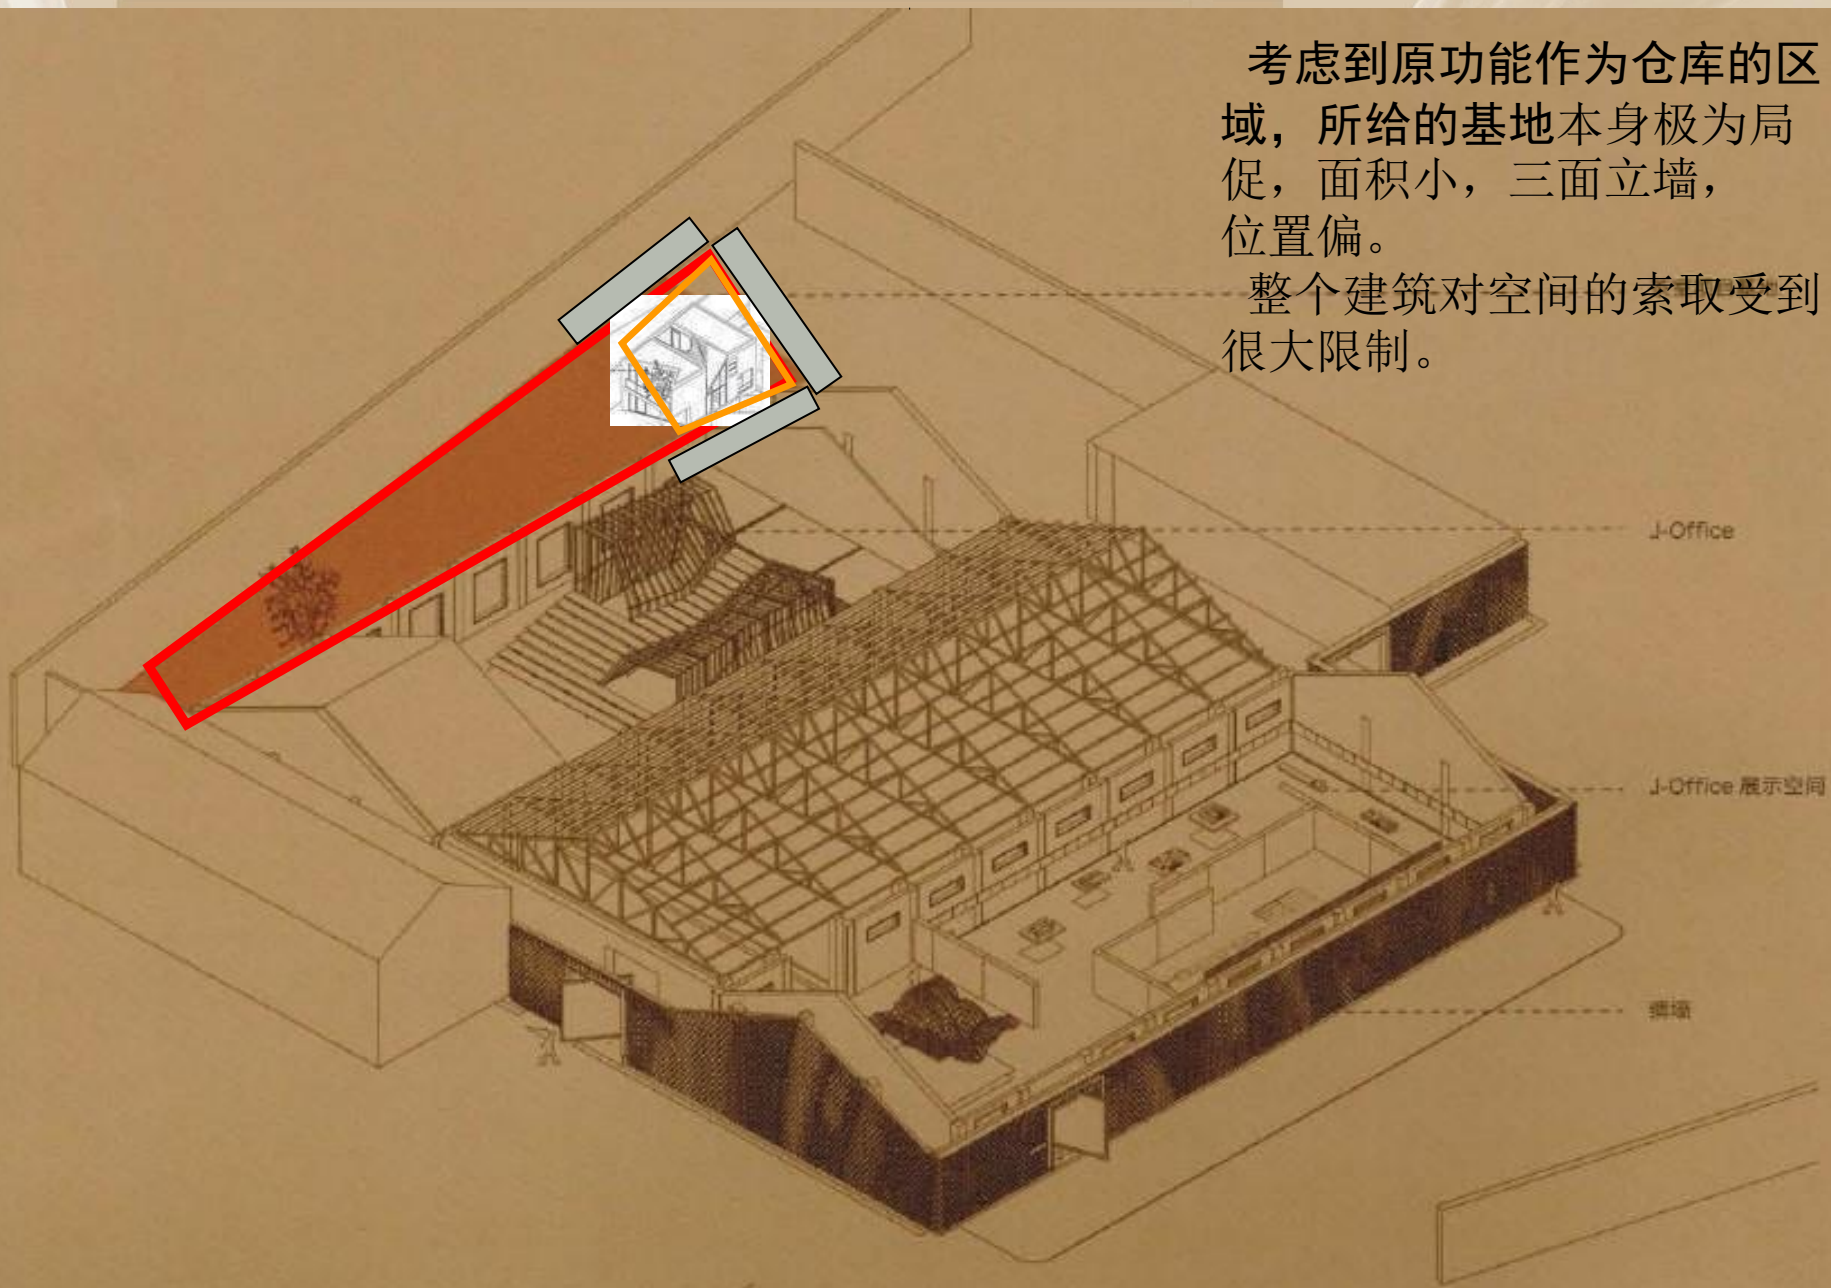 考虑到原功能作为仓库的区
域，所给的基地本身极为局
促，面积小，三面立墙，
位置偏。
整个建筑对空间的索取受到
很大限制。
J-Office
J-Office 展示空间